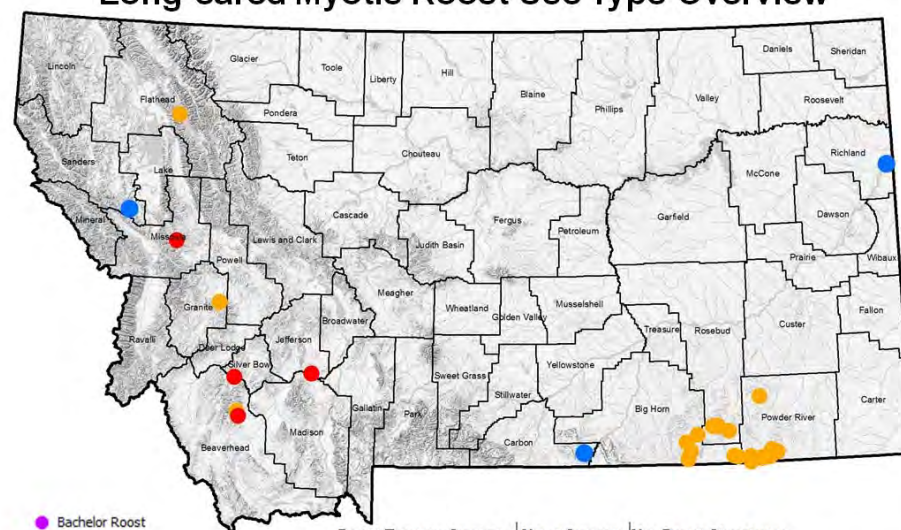 Long-eared Myotis Roost Use Type Overview
Daniels
Sheridan
Lincoln
Glacier
Toole
Liberty
Hill
Blaine
Phillips
Valley
Roosevelt
Flathead
Pondera
Richland
Sanders
Lake
Teton
Chouteau
McCone
Mineral
Missoula
Powell
Lewis and Clark
Cascade
Judith Basin
Fergus
Petroleum
Garfield
Dawson
Prairie
Wibaux
Granite
Meagher
Wheatland
Golden Valley
Musselshell
Treasure
Rosebud
Custer
Fallon
Ravalli
Deer Lodge
Silver Bow
Jefferson
Broadwater
Sweet Grass
Stillwater
Yellowstone
Big Horn
Powder River
Carter
Beaverhead
Madison
Gallatin
Park
Carbon
Bachelor Roost